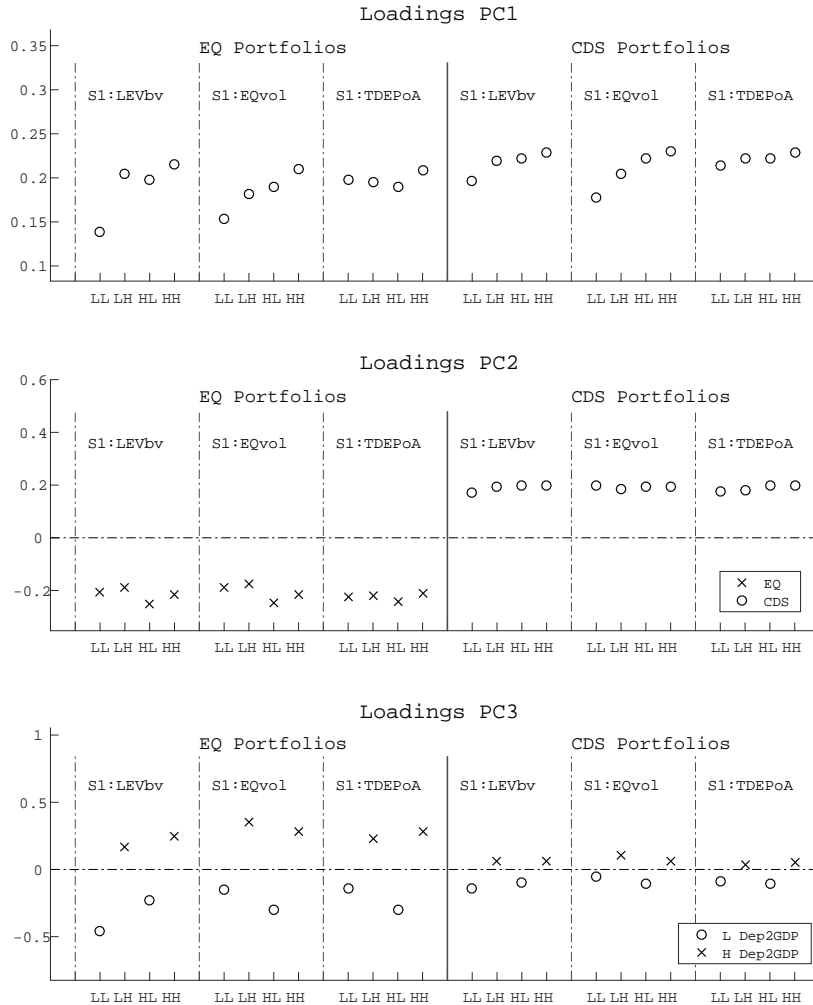 Loadings PC1
EQ Portfolios CDS Portfolios
S1:LEVbv S1:EQvol S1:TDEPoA S1:LEVbv S1:EQvol S1:TDEPoA
0.35
0.3
0.25
0.2
0.15
0.1
LL LH HL HH LL LH HL HH LL LH HL HH LL LH HL HH LL LH HL HH LL LH HL HH
Loadings PC2
EQ Portfolios CDS Portfolios
S1:LEVbv S1:EQvol S1:TDEPoA S1:LEVbv S1:EQvol S1:TDEPoA
0.6
0.4
0.2
0
-0.2
EQ
CDS
LL LH HL HH LL LH HL HH LL LH HL HH LL LH HL HH LL LH HL HH LL LH HL HH
Loadings PC3
EQ Portfolios CDS Portfolios
S1:LEVbv S1:EQvol S1:TDEPoA S1:LEVbv S1:EQvol S1:TDEPoA
1
0.5
0
-0.5
L Dep2GDP
H Dep2GDP
LL LH HL HH LL LH HL HH LL LH HL HH LL LH HL HH LL LH HL HH LL LH HL HH